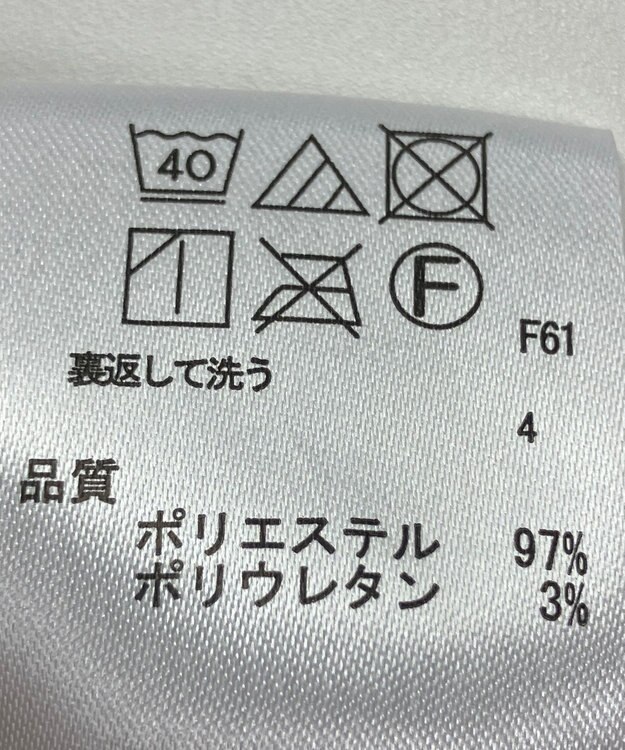 40
F
F61
裏返して洗う
4
品質
ポリエステル 97%
ポリウレタン 3%